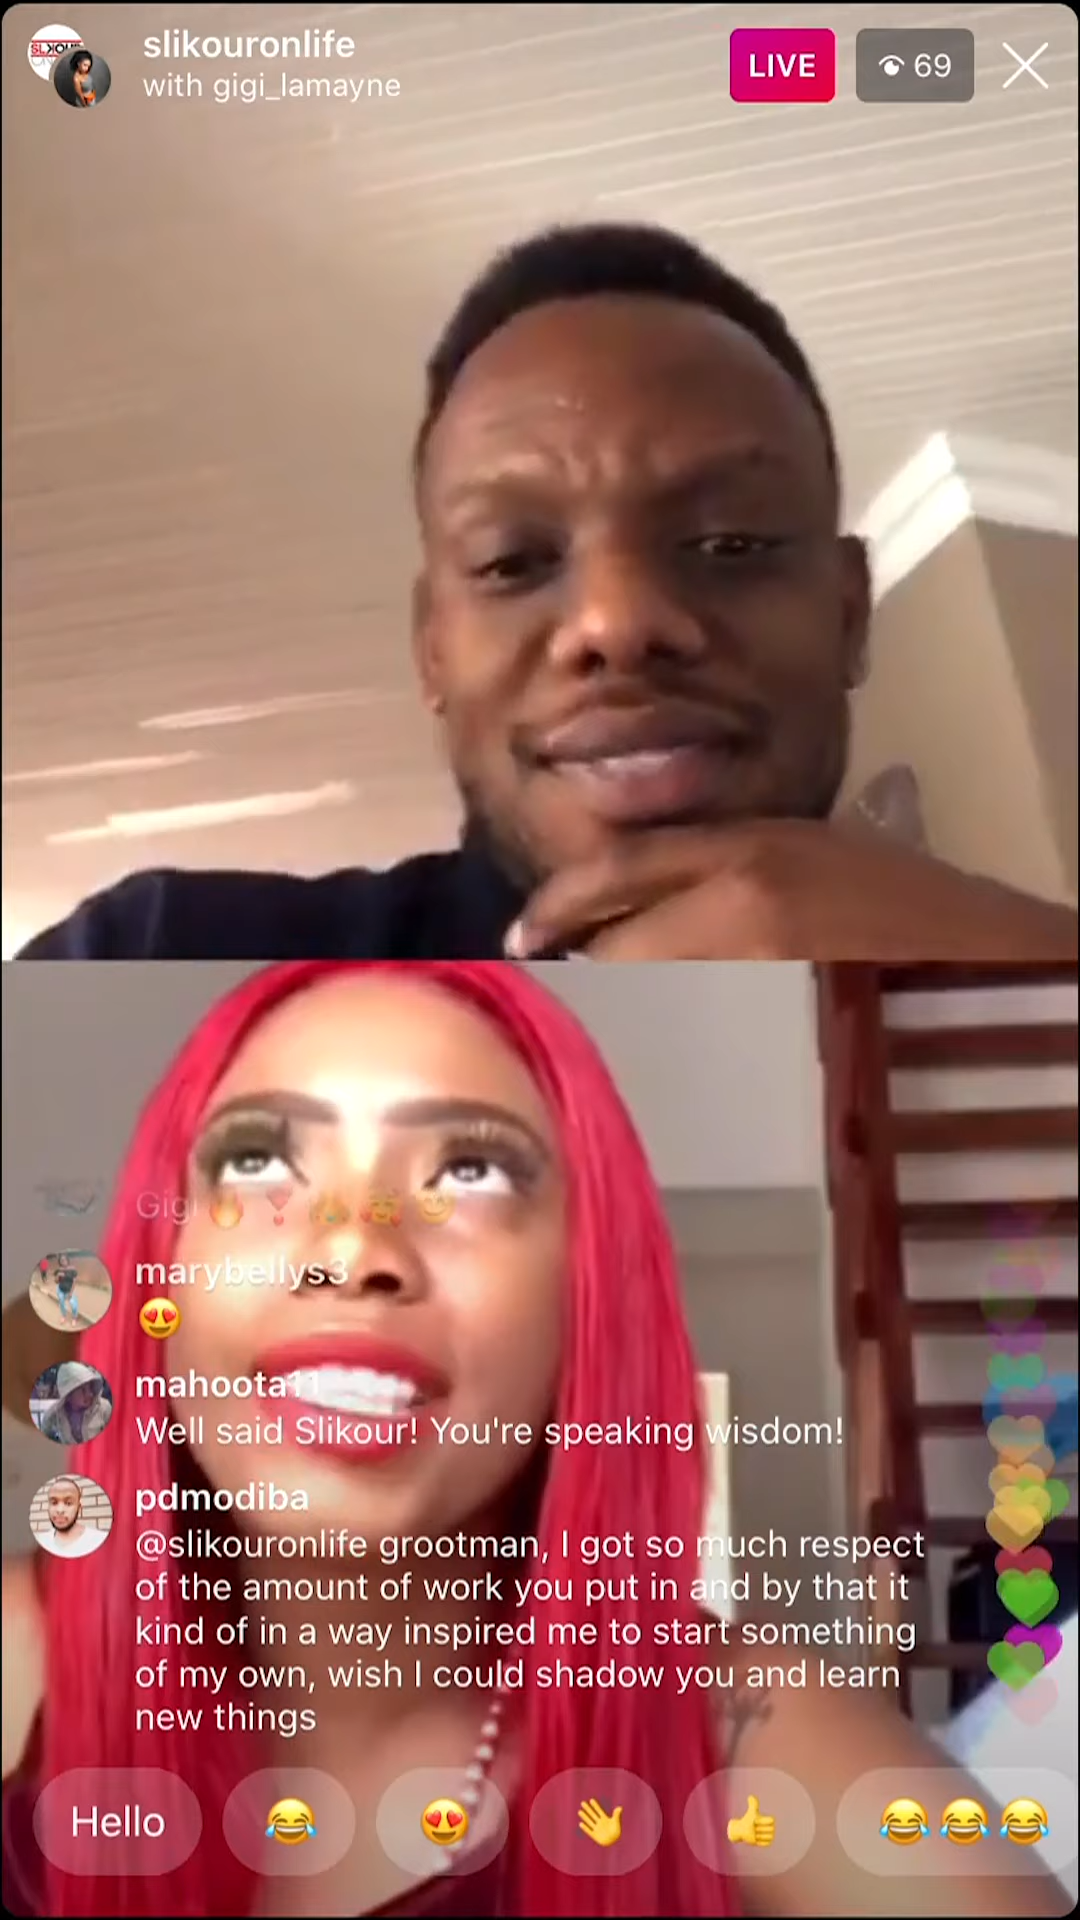 slikouronlife
with gigi_lamayne
LIVE
69
Gigi 
marybellys3
😍
mahoota11
Well said Slikour! You're speaking wisdom!
pdmodiba
@slikouronlife grootman, I got so much respect
of the amount of work you put in and by that it
kind of in a way inspired me to start something
of my own, wish I could shadow you and learn
new things
Hello 😂 😍 👋 👍 😂😂😂